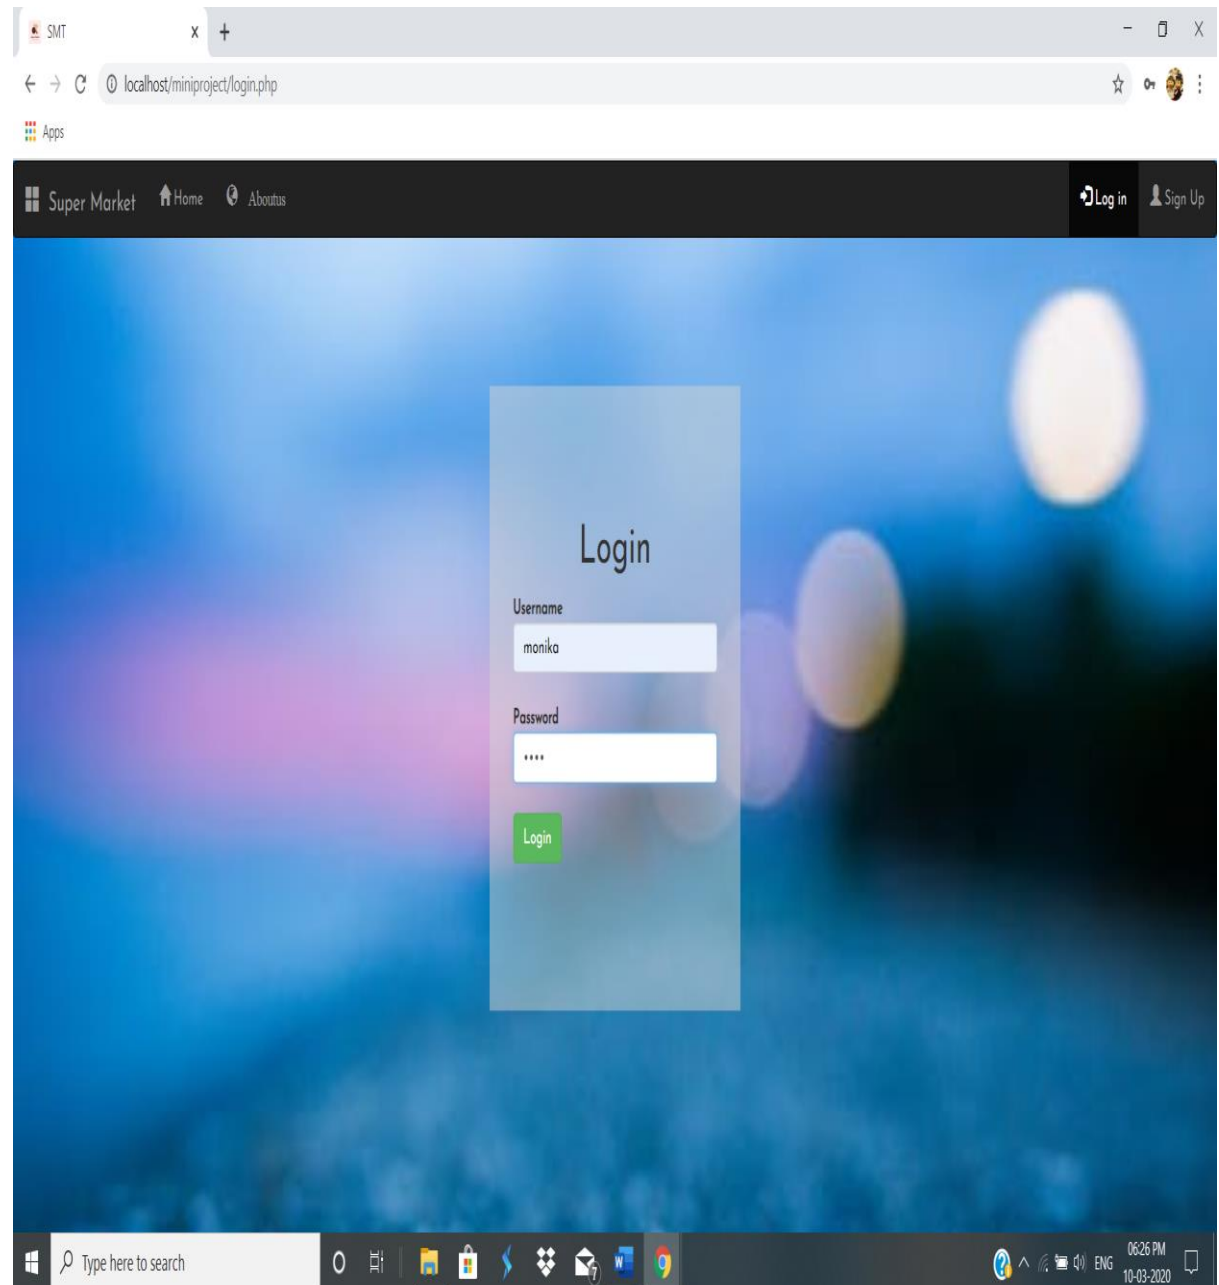 SMT
localhost/miniproject/login.php
Apps
Super Market Home Aboutus Log in Sign Up
Login
Username
monika
Password
••••
Login
Type here to search
7
ENG
06:26 PM
10-03-2020